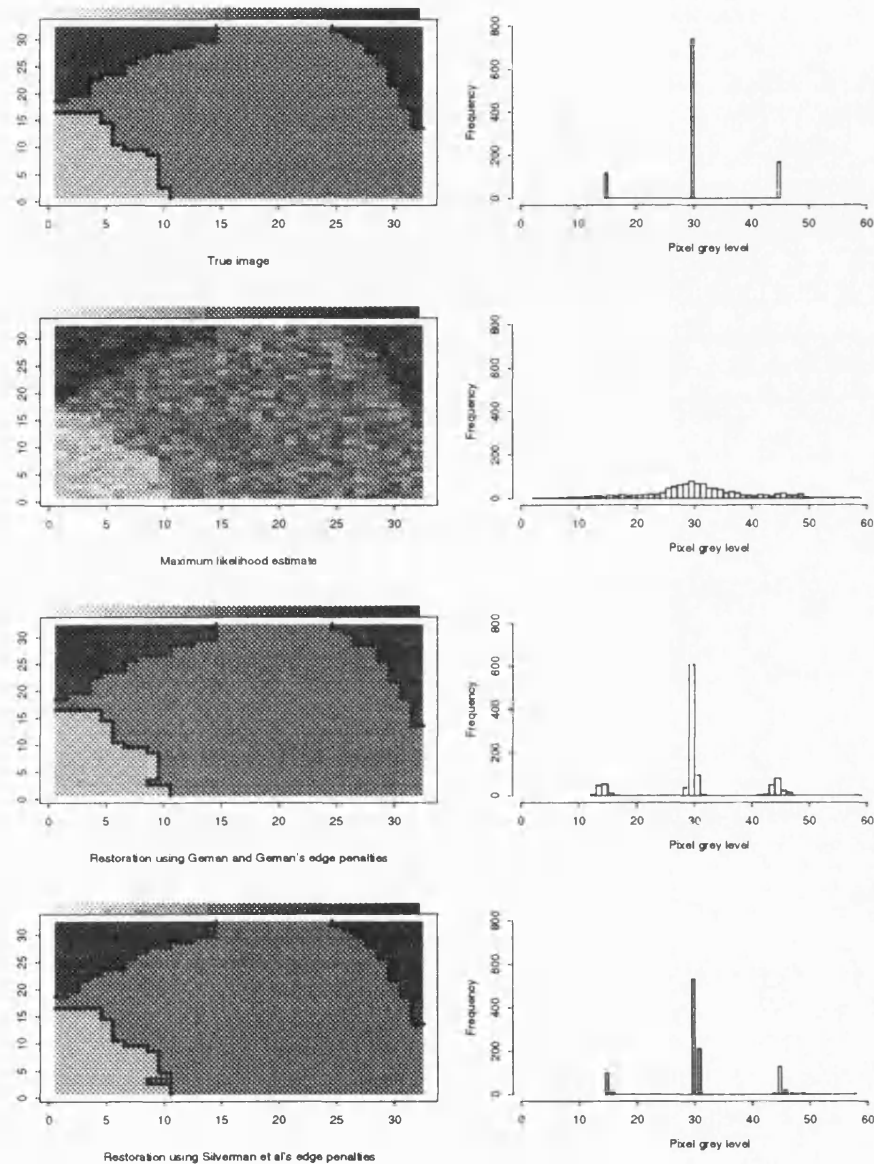 30
25
20
15
10
5
0
0 5 10 15 20 25 30
True image
Frequency
800
600
400
200
0
0 10 20 30 40 50 60
Pixel grey level
30
25
20
15
10
5
0
0 5 10 15 20 25 30
Maximum likelihood estimate
Frequency
800
600
400
200
0
0 10 20 30 40 50 60
Pixel grey level
30
25
20
15
10
5
0
0 5 10 15 20 25 30
Restoration using Geman and Geman's edge penalties
Frequency
800
600
400
200
0
0 10 20 30 40 50 60
Pixel grey level
30
25
20
15
10
5
0
0 5 10 15 20 25 30
Restoration using Silverman et al's edge penalties
Frequency
800
600
400
200
0
0 10 20 30 40 50 60
Pixel grey level